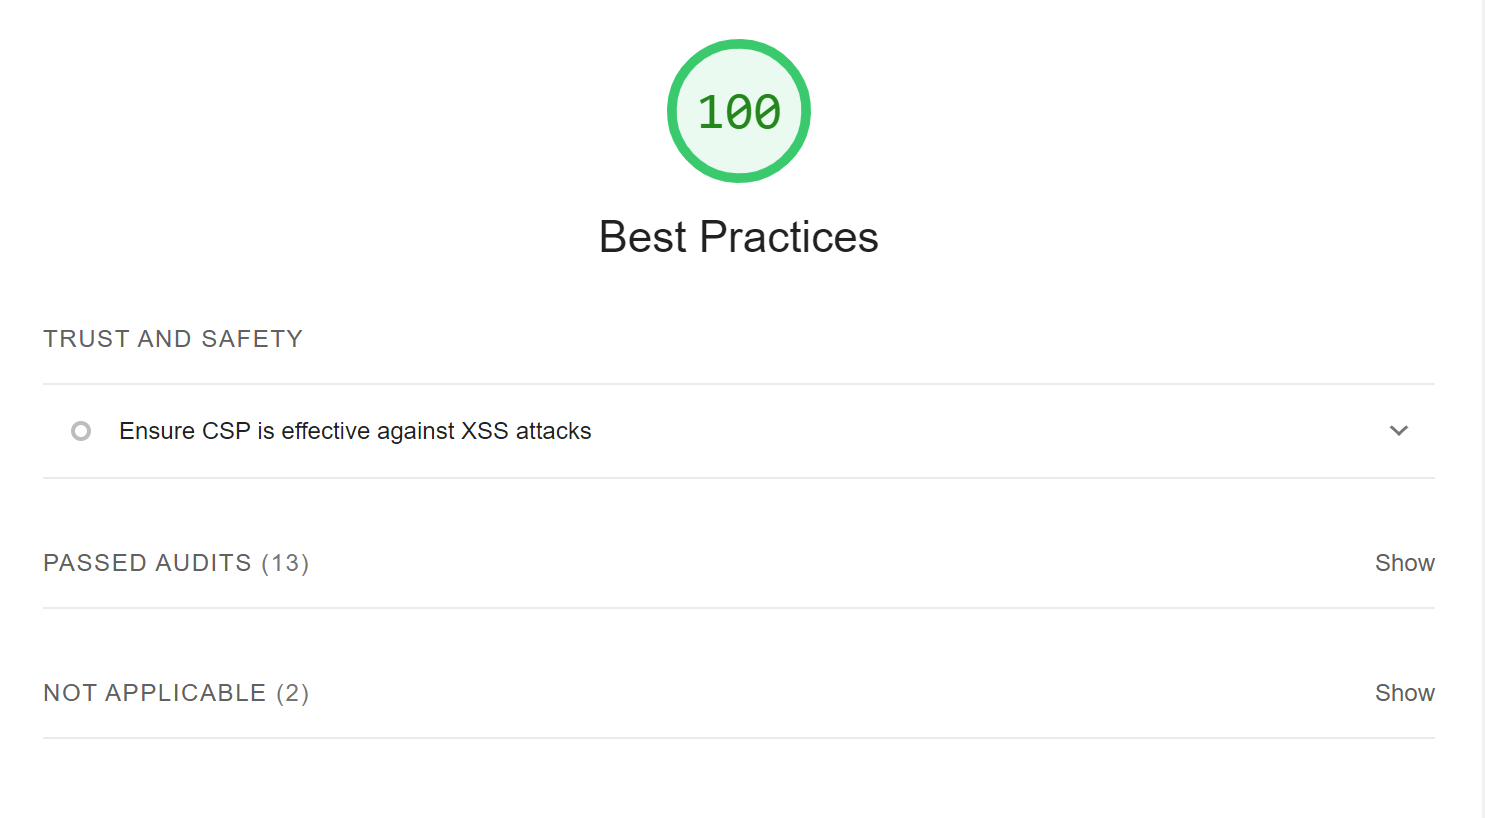 100
Best Practices
TRUST AND SAFETY
Ensure CSP is effective against XSS attacks
PASSED AUDITS (13) Show
NOT APPLICABLE (2) Show